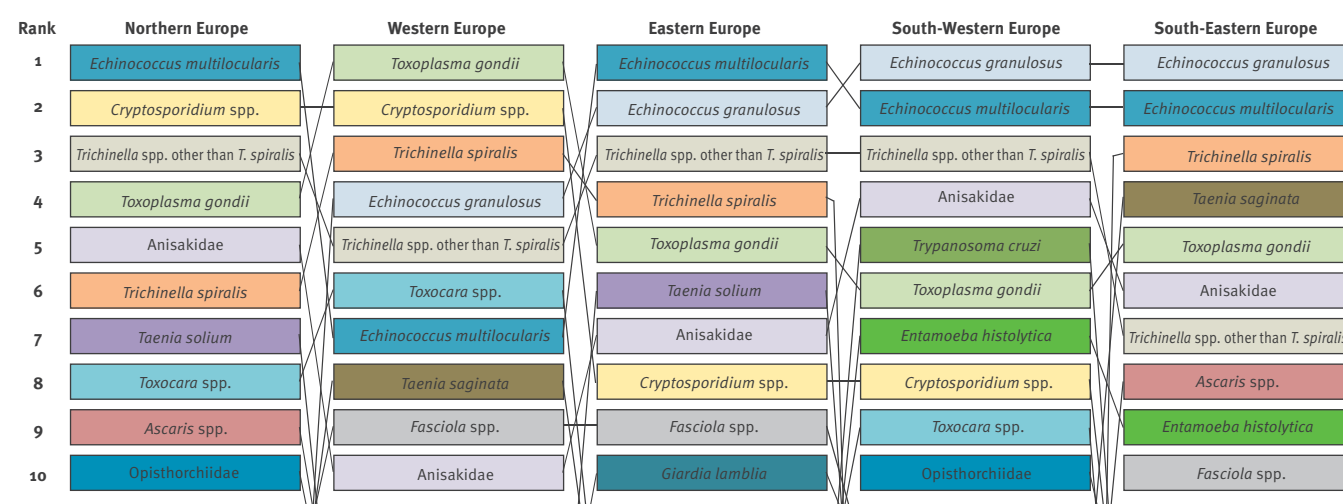 Rank Northern Europe Western Europe Eastern Europe South-Western Europe South-Eastern Europe
1 Echinococcus multilocularis Toxoplasma gondii Echinococcus multilocularis Echinococcus granulosus Echinococcus granulosus
2 Cryptosporidium spp. Cryptosporidium spp. Echinococcus granulosus Echinococcus multilocularis Echinococcus multilocularis
3 Trichinella spp. other than T. spiralis Trichinella spiralis Trichinella spp. other than T. spiralis Trichinella spp. other than T. spiralis Trichinella spiralis
4 Toxoplasma gondii Echinococcus granulosus Trichinella spiralis Anisakidae Taenia saginata
5 Anisakidae Trichinella spp. other than T. spiralis Toxoplasma gondii Trypanosoma cruzi Toxoplasma gondii
6 Trichinella spiralis Toxocara spp. Taenia solium Toxoplasma gondii Anisakidae
7 Taenia solium Echinococcus multilocularis Anisakidae Entamoeba histolytica Trichinella spp. other than T. spiralis
8 Toxocara spp. Taenia saginata Cryptosporidium spp. Cryptosporidium spp. Ascaris spp.
9 Ascaris spp. Fasciola spp. Fasciola spp. Toxocara spp. Entamoeba histolytica
10 Opisthorchiidae Anisakidae Giardia lamblia Opisthorchiidae Fasciola spp.